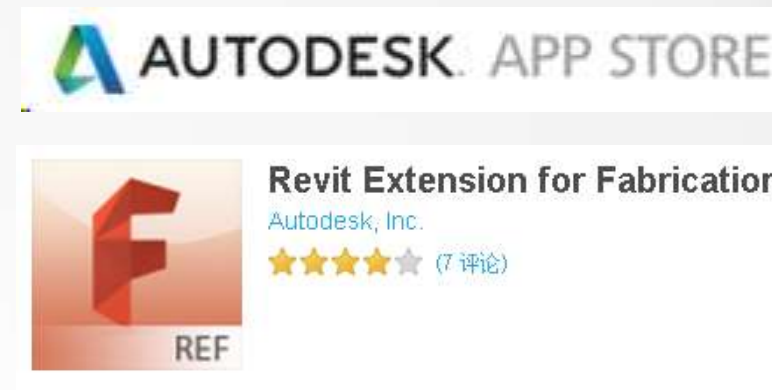 AUTODESK. APP STORE
Revit Extension for Fabrication
Autodesk, Inc.
(7 评论)
REF